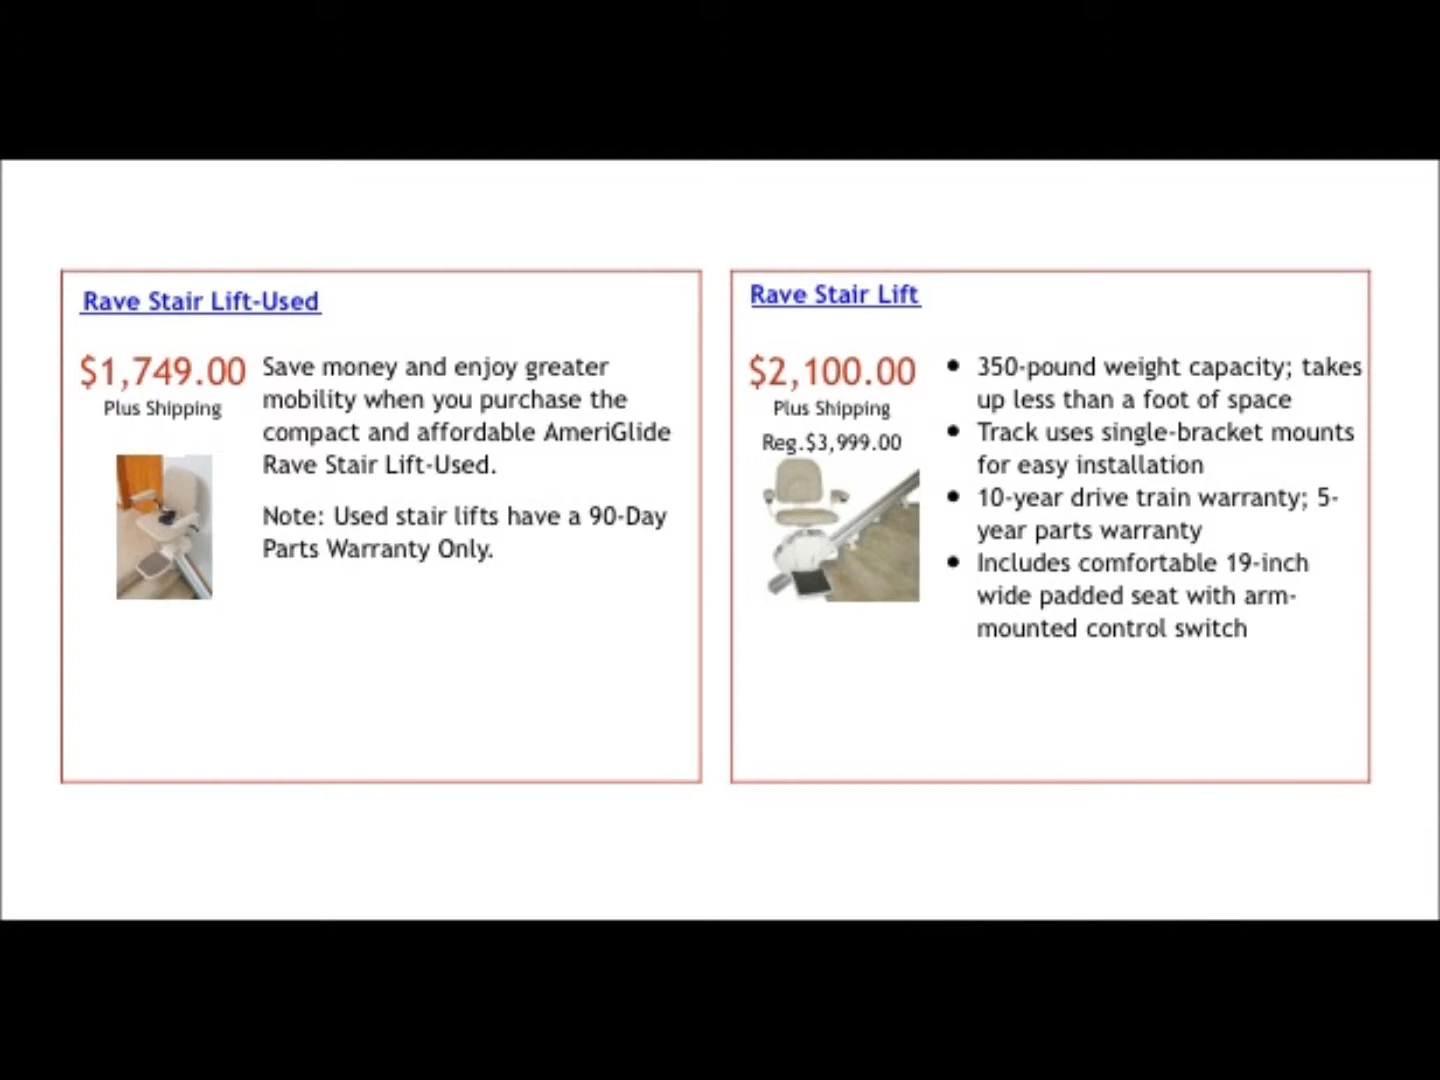 Rave Stair Lift-Used
$1,749.00
Plus Shipping
Save money and enjoy greater
mobility when you purchase the
compact and affordable AmeriGlide
Rave Stair Lift-Used.
Note: Used stair lifts have a 90-Day
Parts Warranty Only.
Rave Stair Lift
$2,100.00
Plus Shipping
Reg.$3,999.00
• 350-pound weight capacity; takes
up less than a foot of space
• Track uses single-bracket mounts
for easy installation
• 10-year drive train warranty; 5-
year parts warranty
• Includes comfortable 19-inch
wide padded seat with arm-
mounted control switch